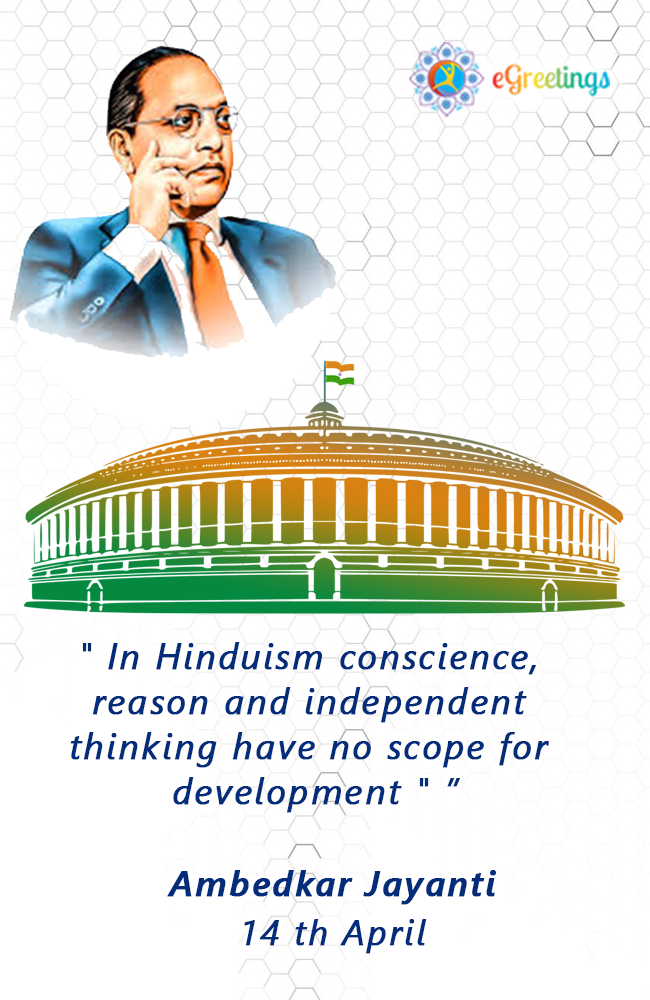 eGreetings
" In Hinduism conscience,
reason and independent
thinking have no scope for
development " ”
Ambedkar Jayanti
14 th April